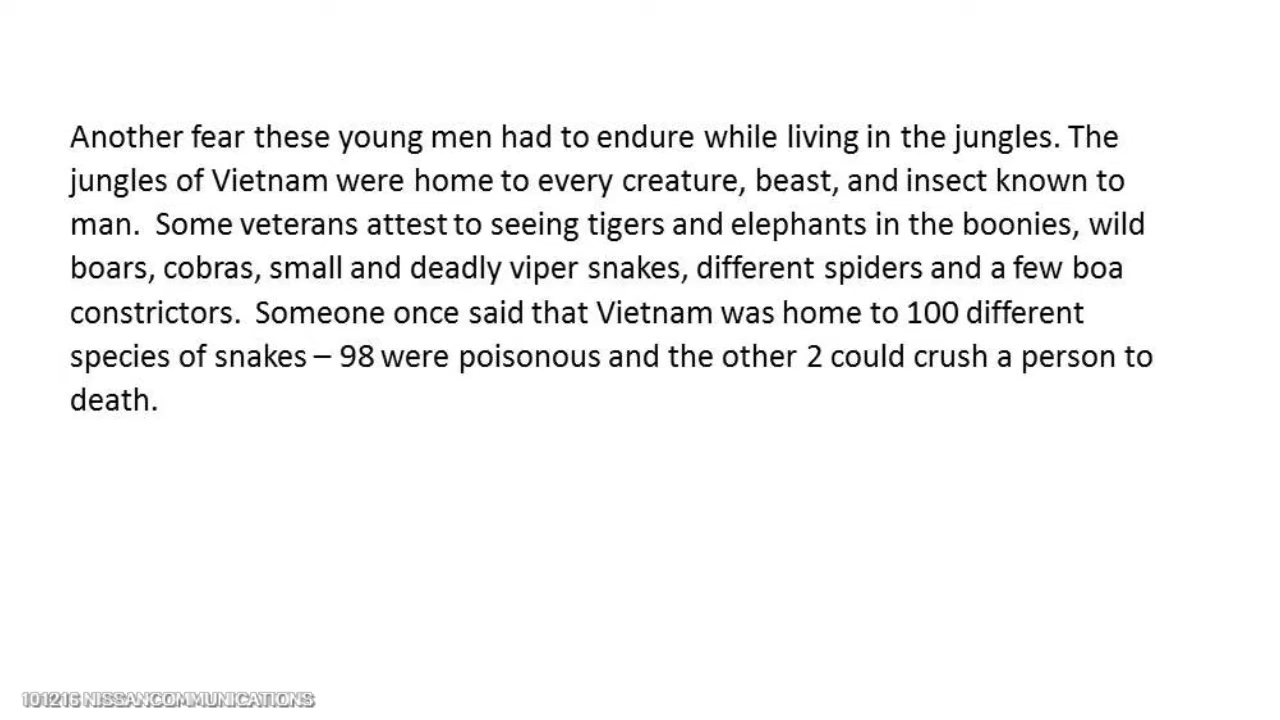 Another fear these young men had to endure while living in the jungles. The
jungles of Vietnam were home to every creature, beast, and insect known to
man.  Some veterans attest to seeing tigers and elephants in the boonies, wild
boars, cobras, small and deadly viper snakes, different spiders and a few boa
constrictors.  Someone once said that Vietnam was home to 100 different
species of snakes – 98 were poisonous and the other 2 could crush a person to
death.
101216 NISSANCOMMUNICATIONS